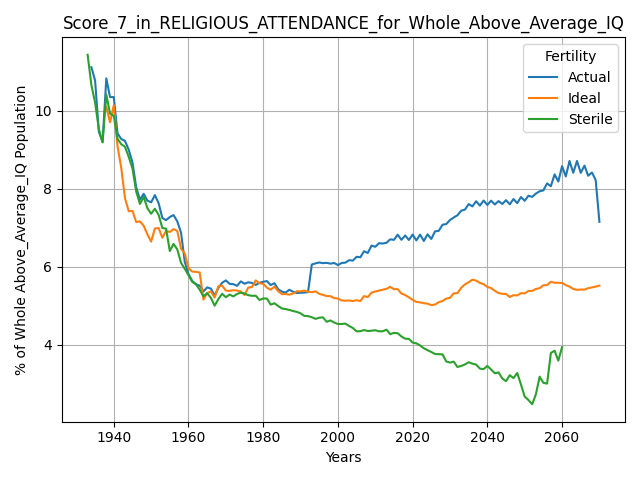 Score_7_in_RELIGIOUS_ATTENDANCE_for_Whole_Above_Average_IQ
Fertility
Actual
Ideal
Sterile
% of Whole Above_Average_IQ Population
10
8
6
4
1940
1960
1980
2000
2020
2040
2060
Years